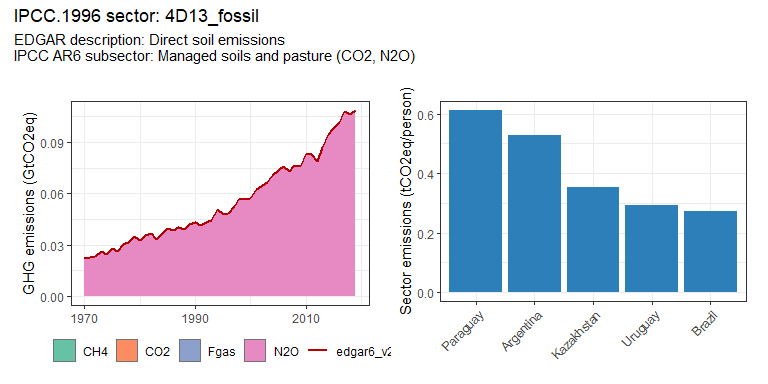 IPCC.1996 sector: 4D13_fossil
EDGAR description: Direct soil emissions
IPCC AR6 subsector: Managed soils and pasture (CO2, N2O)
GHG emissions (GtCO2eq)
0.09
0.06
0.03
0.00
1970
1990
2010
CH4
CO2
Fgas
N2O
edgar6_v2
Sector emissions (tCO2eq/person)
0.6
0.4
0.2
0.0
Paraguay
Argentina
Kazakhstan
Uruguay
Brazil